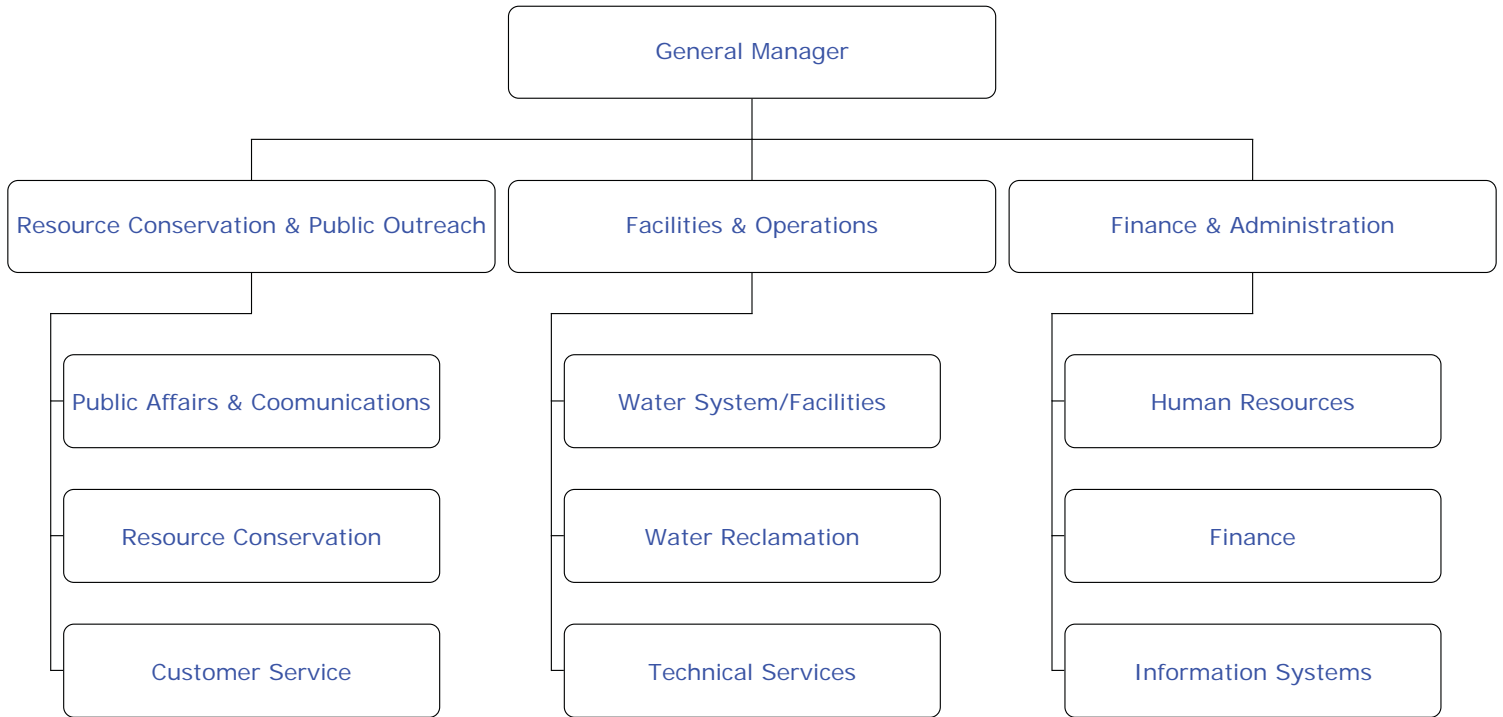 General Manager
Resource Conservation & Public Outreach
Facilities & Operations
Finance & Administration
Public Affairs & Coomunications
Water System/Facilities
Human Resources
Resource Conservation
Water Reclamation
Finance
Customer Service
Technical Services
Information Systems